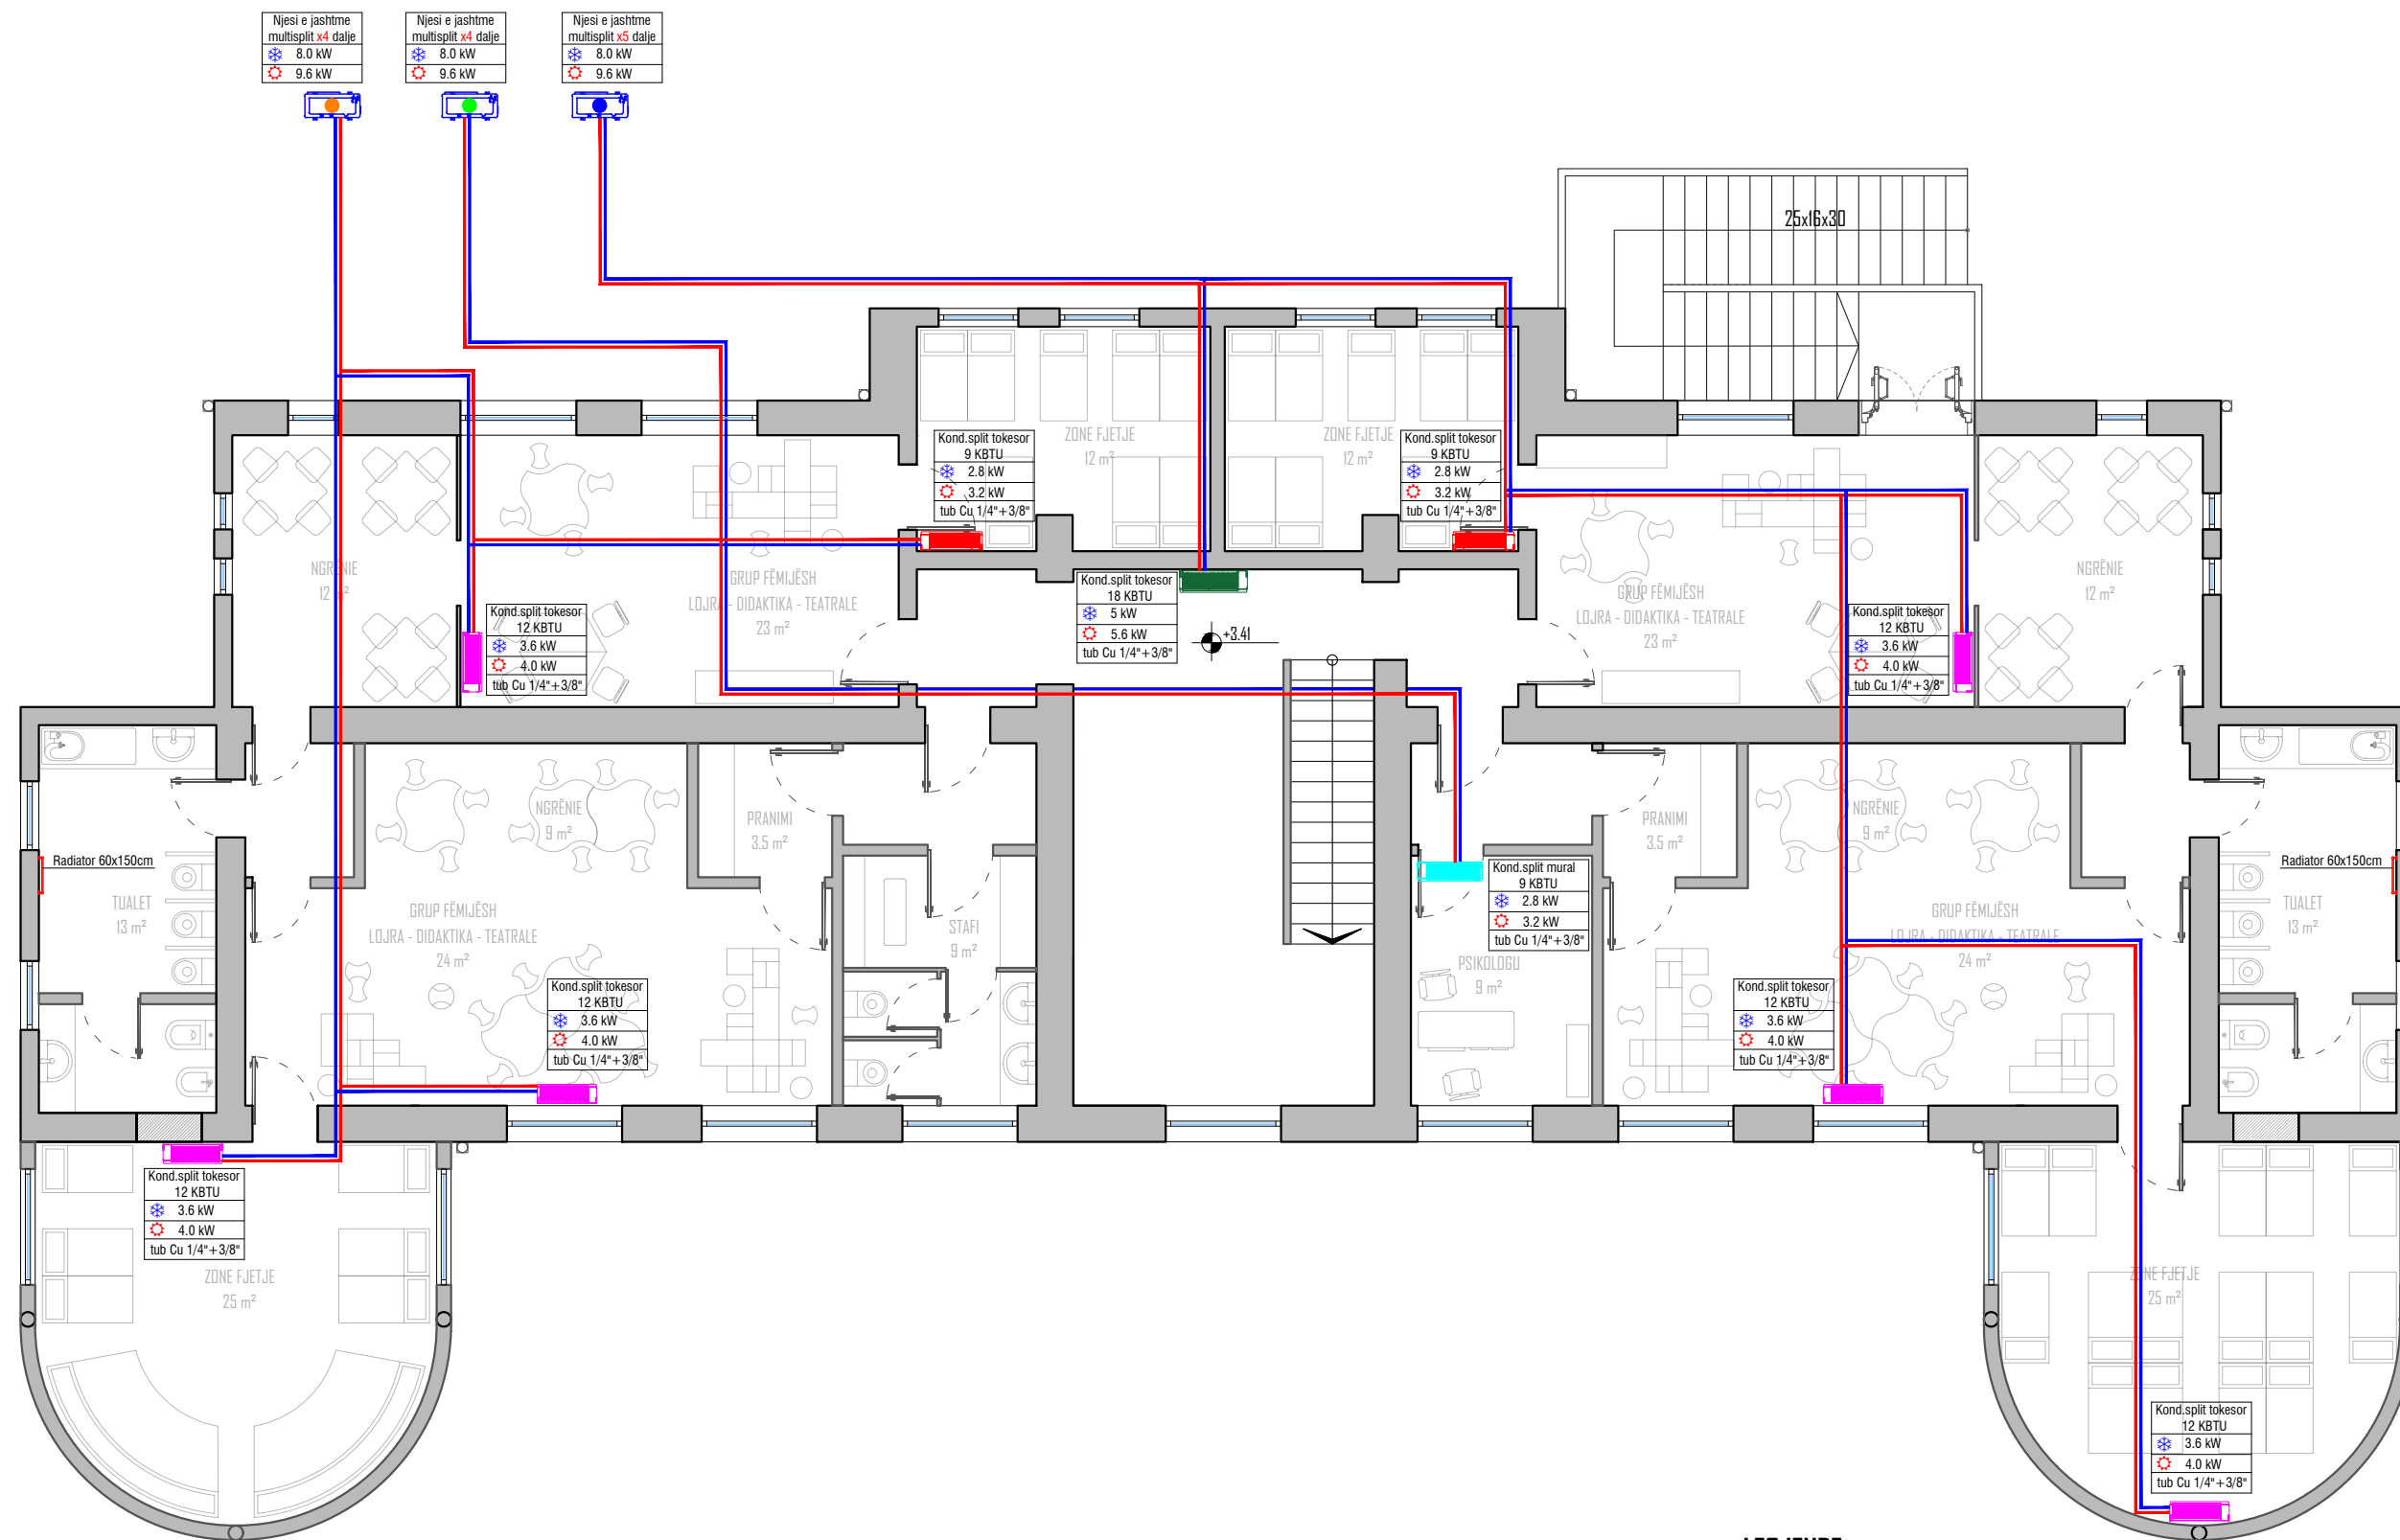 Njesi e jashtme
multisplit x4 dalje
8.0 kW
9.6 kW
Njesi e jashtme
multisplit x4 dalje
8.0 kW
9.6 kW
Njesi e jashtme
multisplit x5 dalje
8.0 kW
9.6 kW
25x16x30
ZONE FJETJE
12 m²
ZONE FJETJE
12 m²
Kond.split tokesor
9 KBTU
2.8 kW
3.2 kW
tub Cu 1/4"+3/8"
Kond.split tokesor
9 KBTU
2.8 kW
3.2 kW
tub Cu 1/4"+3/8"
NGRËNIE
12 m²
GRUP FËMIJËSH
LOJRA - DIDAKTIKA - TEATRALE
23 m²
Kond.split tokesor
18 KBTU
5 kW
5.6 kW
tub Cu 1/4"+3/8"
+3.41
GRUP FËMIJËSH
LOJRA - DIDAKTIKA - TEATRALE
23 m²
NGRËNIE
12 m²
Kond.split tokesor
12 KBTU
3.6 kW
4.0 kW
tub Cu 1/4"+3/8"
Kond.split tokesor
12 KBTU
3.6 kW
4.0 kW
tub Cu 1/4"+3/8"
NGRËNIE
9 m²
PRANIMI
3.5 m²
PRANIMI
3.5 m²
NGRËNIE
9 m²
Radiator 60x150cm
TUALET
13 m²
GRUP FËMIJËSH
LOJRA - DIDAKTIKA - TEATRALE
24 m²
STAFI
9 m²
Kond.split mural
9 KBTU
2.8 kW
3.2 kW
tub Cu 1/4"+3/8"
PSIKOLOGU
9 m²
GRUP FËMIJËSH
LOJRA - DIDAKTIKA - TEATRALE
24 m²
Radiator 60x150cm
TUALET
13 m²
Kond.split tokesor
12 KBTU
3.6 kW
4.0 kW
tub Cu 1/4"+3/8"
Kond.split tokesor
12 KBTU
3.6 kW
4.0 kW
tub Cu 1/4"+3/8"
Kond.split tokesor
12 KBTU
3.6 kW
4.0 kW
tub Cu 1/4"+3/8"
ZONE FJETJE
25 m²
ZONE FJETJE
25 m²
Kond.split tokesor
12 KBTU
3.6 kW
4.0 kW
tub Cu 1/4"+3/8"